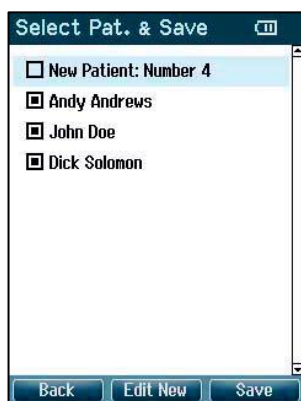 Select Pat. & Save
New Patient: Number 4
Andy Andrews
John Doe
Dick Solomon
Back Edit New Save